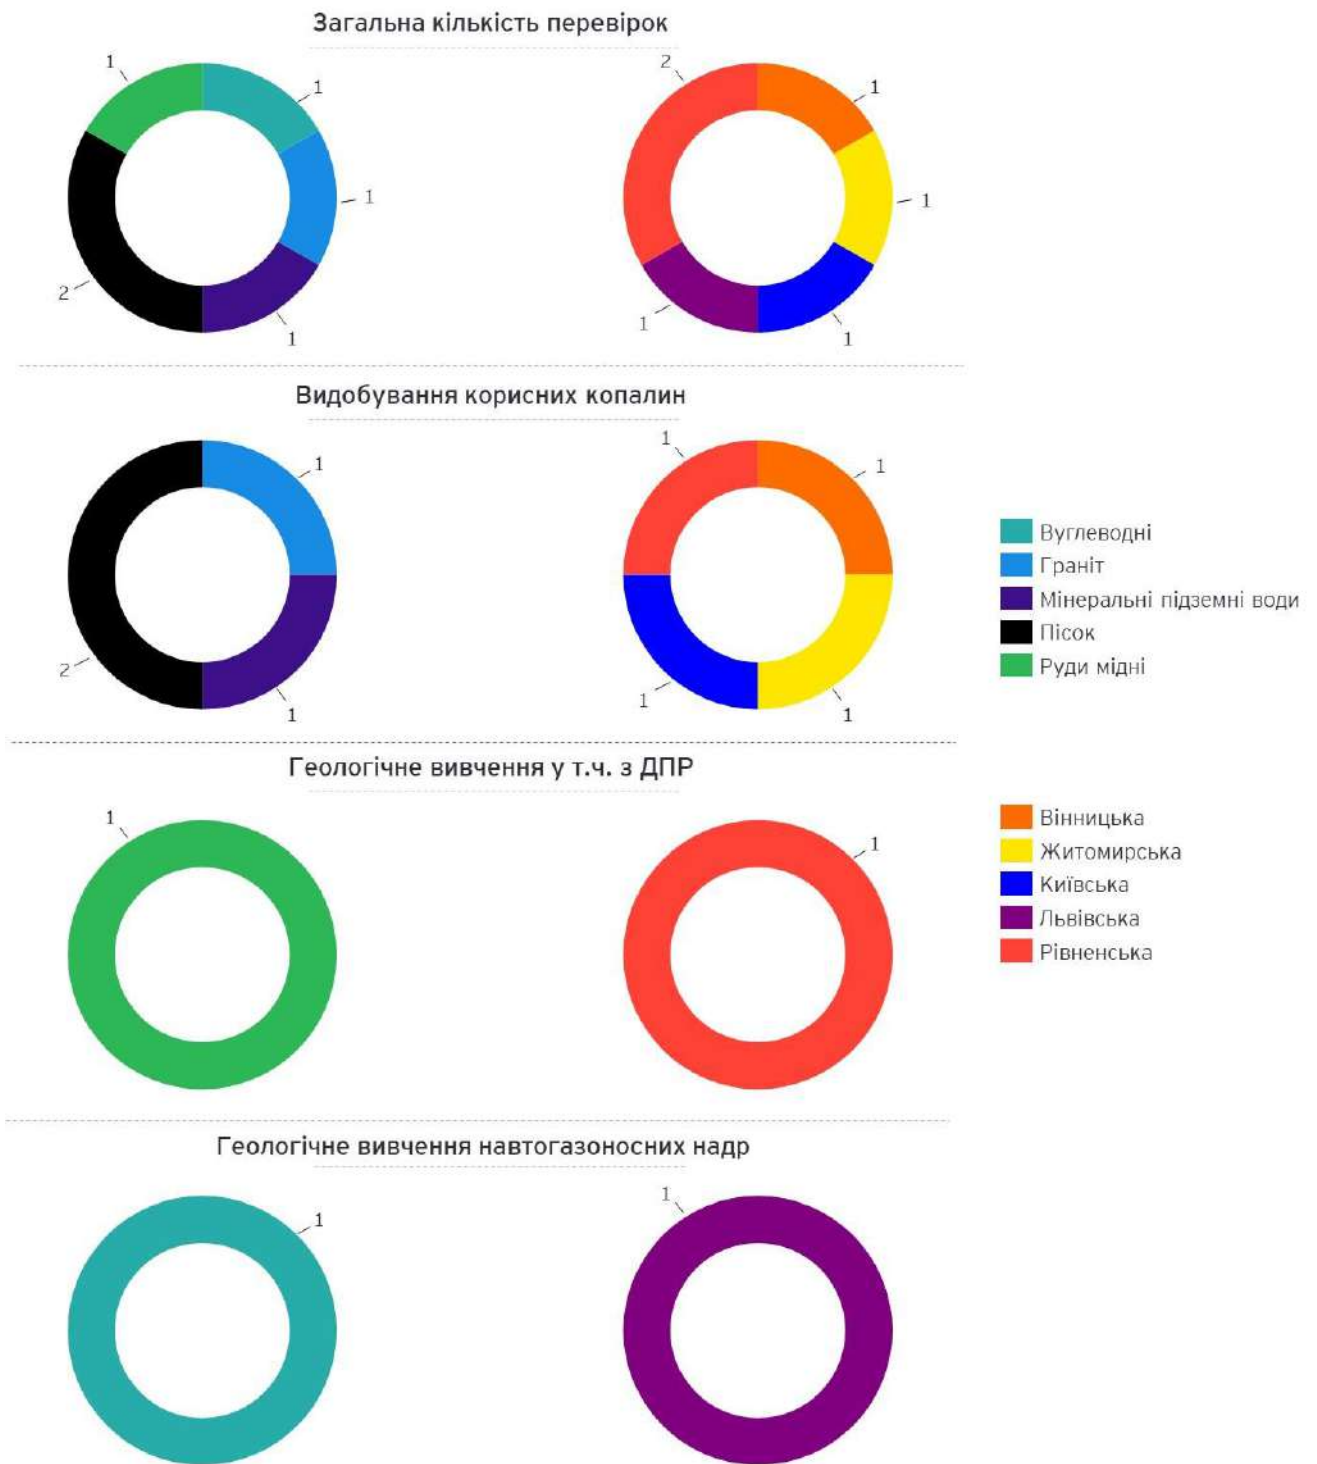 Загальна кількість перевірок
1
1
1
1
2
2
1
1
1
1
Видобування корисних копалин
1
1
2
1
1
1
1
Вуглеводні
Граніт
Мінеральні підземні води
Пісок
Руди мідні
Геологічне вивчення у т.ч. з ДПР
1
1
Вінницька
Житомирська
Київська
Львівська
Рівненська
Геологічне вивчення навтогазоносних надр
1
1